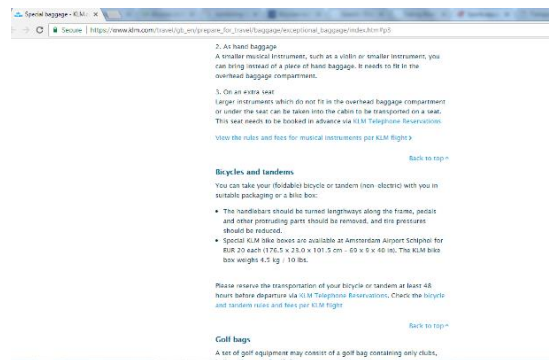 Special baggage - KLM.c
Secure | https://www.klm.com/travel/gb_en/prepare_for_travel/baggage/exceptional_baggage/index.htm#p5
2. As hand baggage
A smaller musical instrument, such as a violin or smaller instrument, you
can bring instead of a piece of hand baggage. It needs to fit in the
overhead baggage compartment.
3. On an extra seat
Larger instruments which do not fit in the overhead baggage compartment
or under the seat can be taken into the cabin to be transported on a seat.
This seat needs to be booked in advance via KLM Telephone Reservations
View the rules and fees for musical instruments per KLM flight >
Back to top
Bicycles and tandems
You can take your (foldable) bicycle or tandem (non-electric) with you in
suitable packaging or a bike box:
• The handlebars should be turned lengthways along the frame, pedals
and other protruding parts should be removed, and tire pressures
should be reduced.
• Special KLM bike boxes are available at Amsterdam Airport Schiphol for
EUR 20 each (176.5 x 23.0 x 101.5 cm - 69 x 9 x 40 in). The KLM bike
box weighs 4.5 kg / 10 lbs.
Please reserve the transportation of your bicycle or tandem at least 48
hours before departure via KLM Telephone Reservations. Check the bicycle
and tandem rules and fees per KLM flight
Back to top
Golf bags
A set of golf equipment may consist of a golf bag containing only clubs,